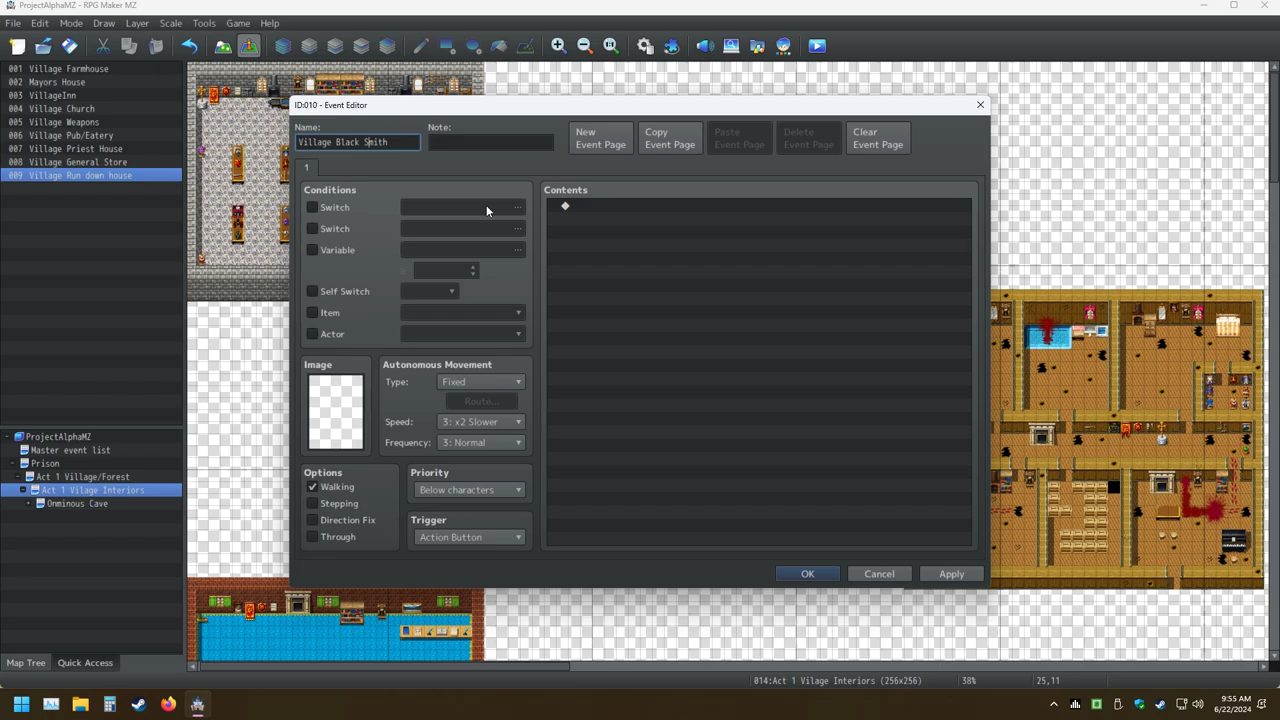 ProjectAlphaMZ - RPG Maker MZ
File Edit Mode Draw Layer Scale Tools Game Help
001 Village Farmhouse
002 Mayors House
003 VillageInn
004 Village Church
005 Village Weapons
006 Village Pub/Eatery
007 Village Priest House
008 Village General Store
009 Village Run down house
ID:010 - Event Editor
Name:
Note:
Village Black Smith
New
Event Page
Copy
Event Page
Paste
Event Page
Delete
Event Page
Clear
Event Page
1
Conditions
Switch
Switch
Variable
Self Switch
Item
Actor
Contents
Image
Autonomous Movement
Type: Fixed
Route...
Speed: 3: x2 Slower
Frequency: 3: Normal
Options
Walking
Stepping
Direction Fix
Through
Priority
Below characters
Trigger
Action Button
OK Cancel Apply
ProjectAlphaMZ
Master event list
Prison
Act 1 Village/Forest
Act 1 Vilage Interiors
Onminous Cave
Map Tree Quick Access
014:Act 1 Vilage Interiors (256x256) 38% 25,11
9:55 AM
6/22/2024